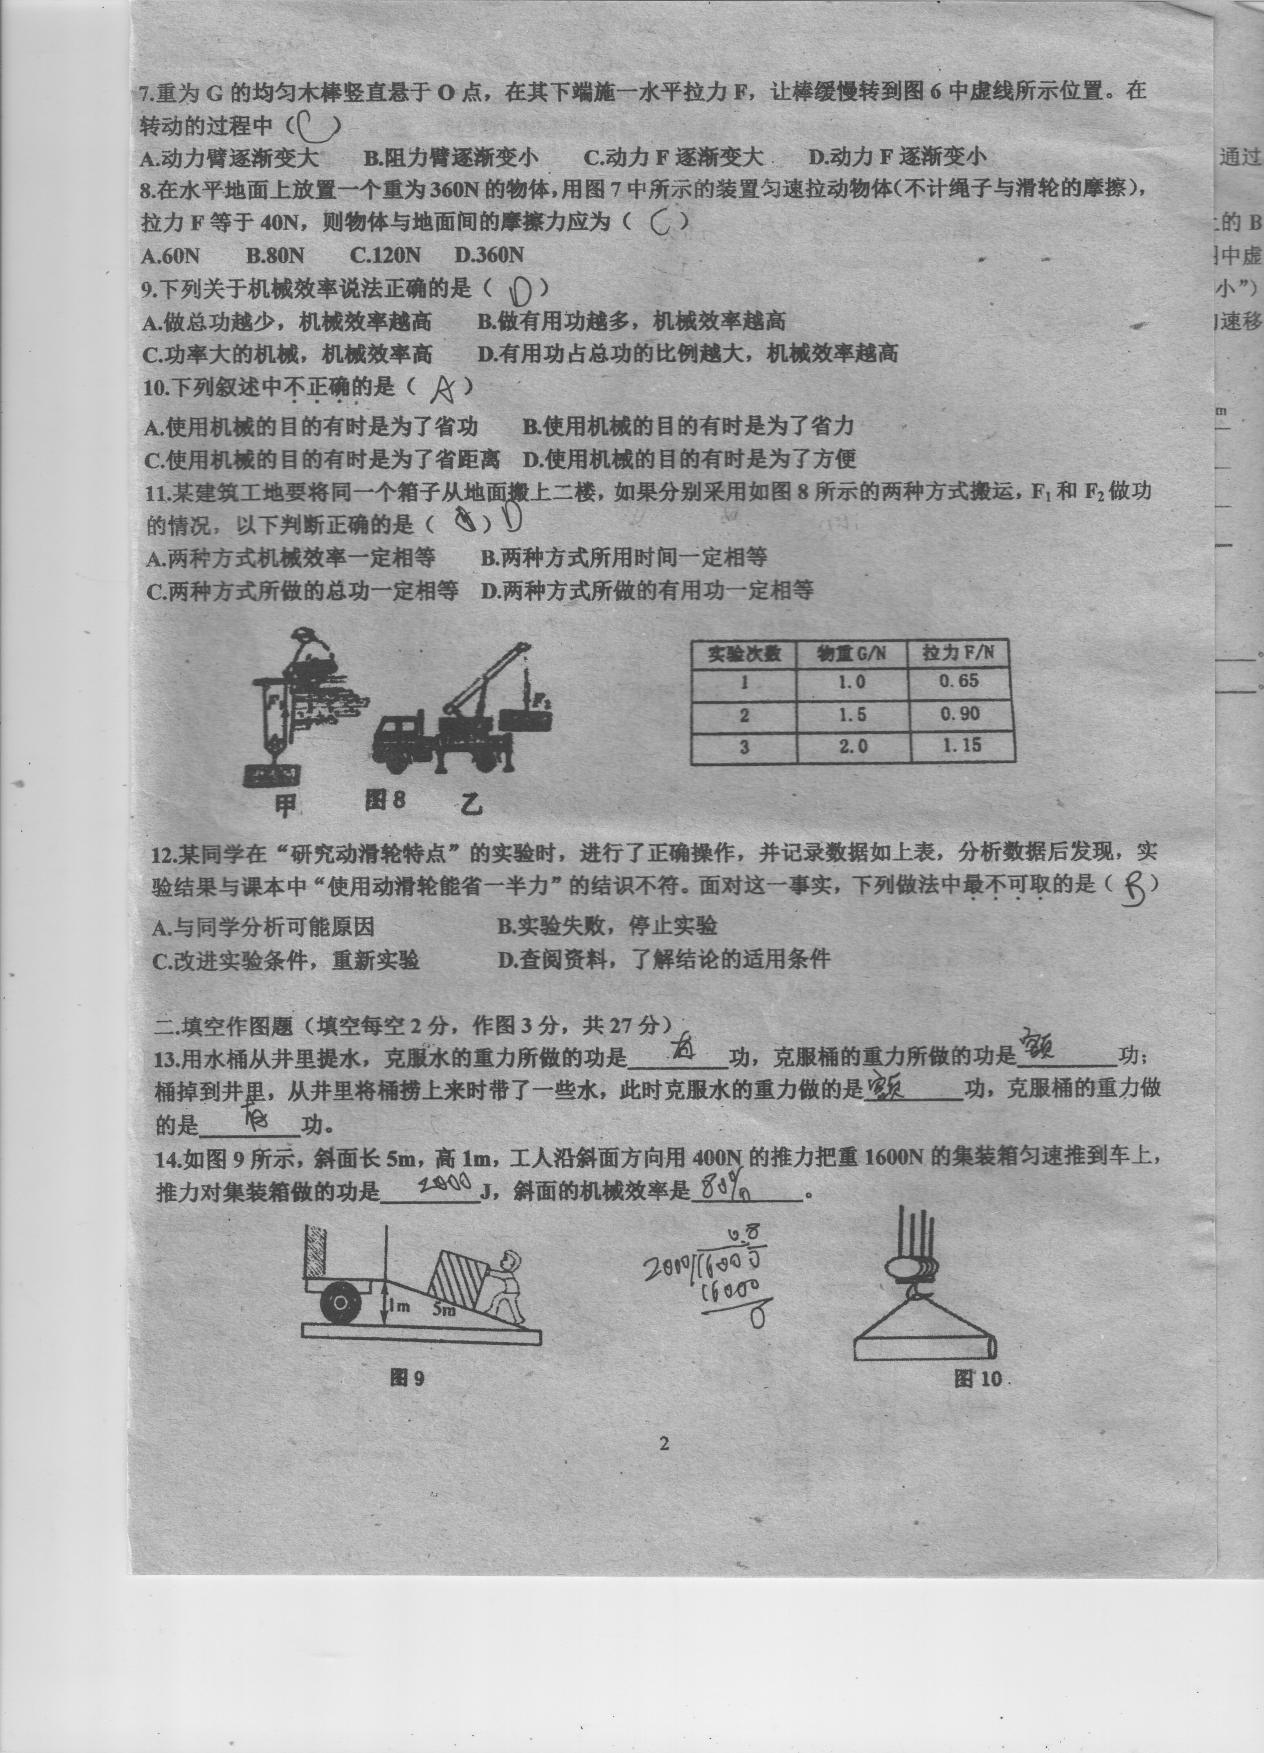 7.重为 G 的均匀木棒竖直悬于 O 点，在其下端施一水平拉力 F，让棒缓慢转到图 6 中虚线所示位置。在
转动的过程中（C）
A.动力臂逐渐变大 B.阻力臂逐渐变小 C.动力 F 逐渐变大 D.动力 F 逐渐变小
8.在水平地面上放置一个重为 360N 的物体，用图 7 中所示的装置匀速拉动物体（不计绳子与滑轮的摩擦），
拉力 F 等于 40N，则物体与地面间的摩擦力应为（ C ）
A.60N B.80N C.120N D.360N
9.下列关于机械效率说法正确的是（ D ）
A.做总功越少，机械效率越高 B.做有用功越多，机械效率越高
C.功率大的机械，机械效率高 D.有用功占总功的比例越大，机械效率越高
10.下列叙述中不正确的是（ A ）
A.使用机械的目的有时是为了省功 B.使用机械的目的有时是为了省力
C.使用机械的目的有时是为了省距离 D.使用机械的目的有时是为了方便
11.某建筑工地要将同一个箱子从地面搬上二楼，如果分别采用如图 8 所示的两种方式搬运，F₁ 和 F₂ 做功
的情况，以下判断正确的是（ ）D
A.两种方式机械效率一定相等 B.两种方式所用时间一定相等
C.两种方式所做的总功一定相等 D.两种方式所做的有用功一定相等
F₂
甲 图 8 乙
实验次数 物重 G/N 拉力 F/N
1 1.0 0.65
2 1.5 0.90
3 2.0 1.15
12.某同学在“研究动滑轮特点”的实验时，进行了正确操作，并记录数据如上表，分析数据后发现，实
验结果与课本中“使用动滑轮能省一半力”的结识不符。面对这一事实，下列做法中最不可取的是（ B ）
A.与同学分析可能原因 B.实验失败，停止实验
C.改进实验条件，重新实验 D.查阅资料，了解结论的适用条件
二.填空作图题（填空每空 2 分，作图 3 分，共 27 分）
13.用水桶从井里提水，克服水的重力所做的功是 有 功，克服桶的重力所做的功是 额 功；
桶掉到井里，从井里将桶捞上来时带了一些水，此时克服水的重力做的是 额 功，克服桶的重力做
的是 有 功。
14.如图 9 所示，斜面长 5m，高 1m，工人沿斜面方向用 400N 的推力把重 1600N 的集装箱匀速推到车上，
推力对集装箱做的功是 2000 J，斜面的机械效率是 80% 。
1m 5m
0.8
2000 16000
16000
0
图 9 图 10
2
通过
的 B
中虚
小”）
速移
m